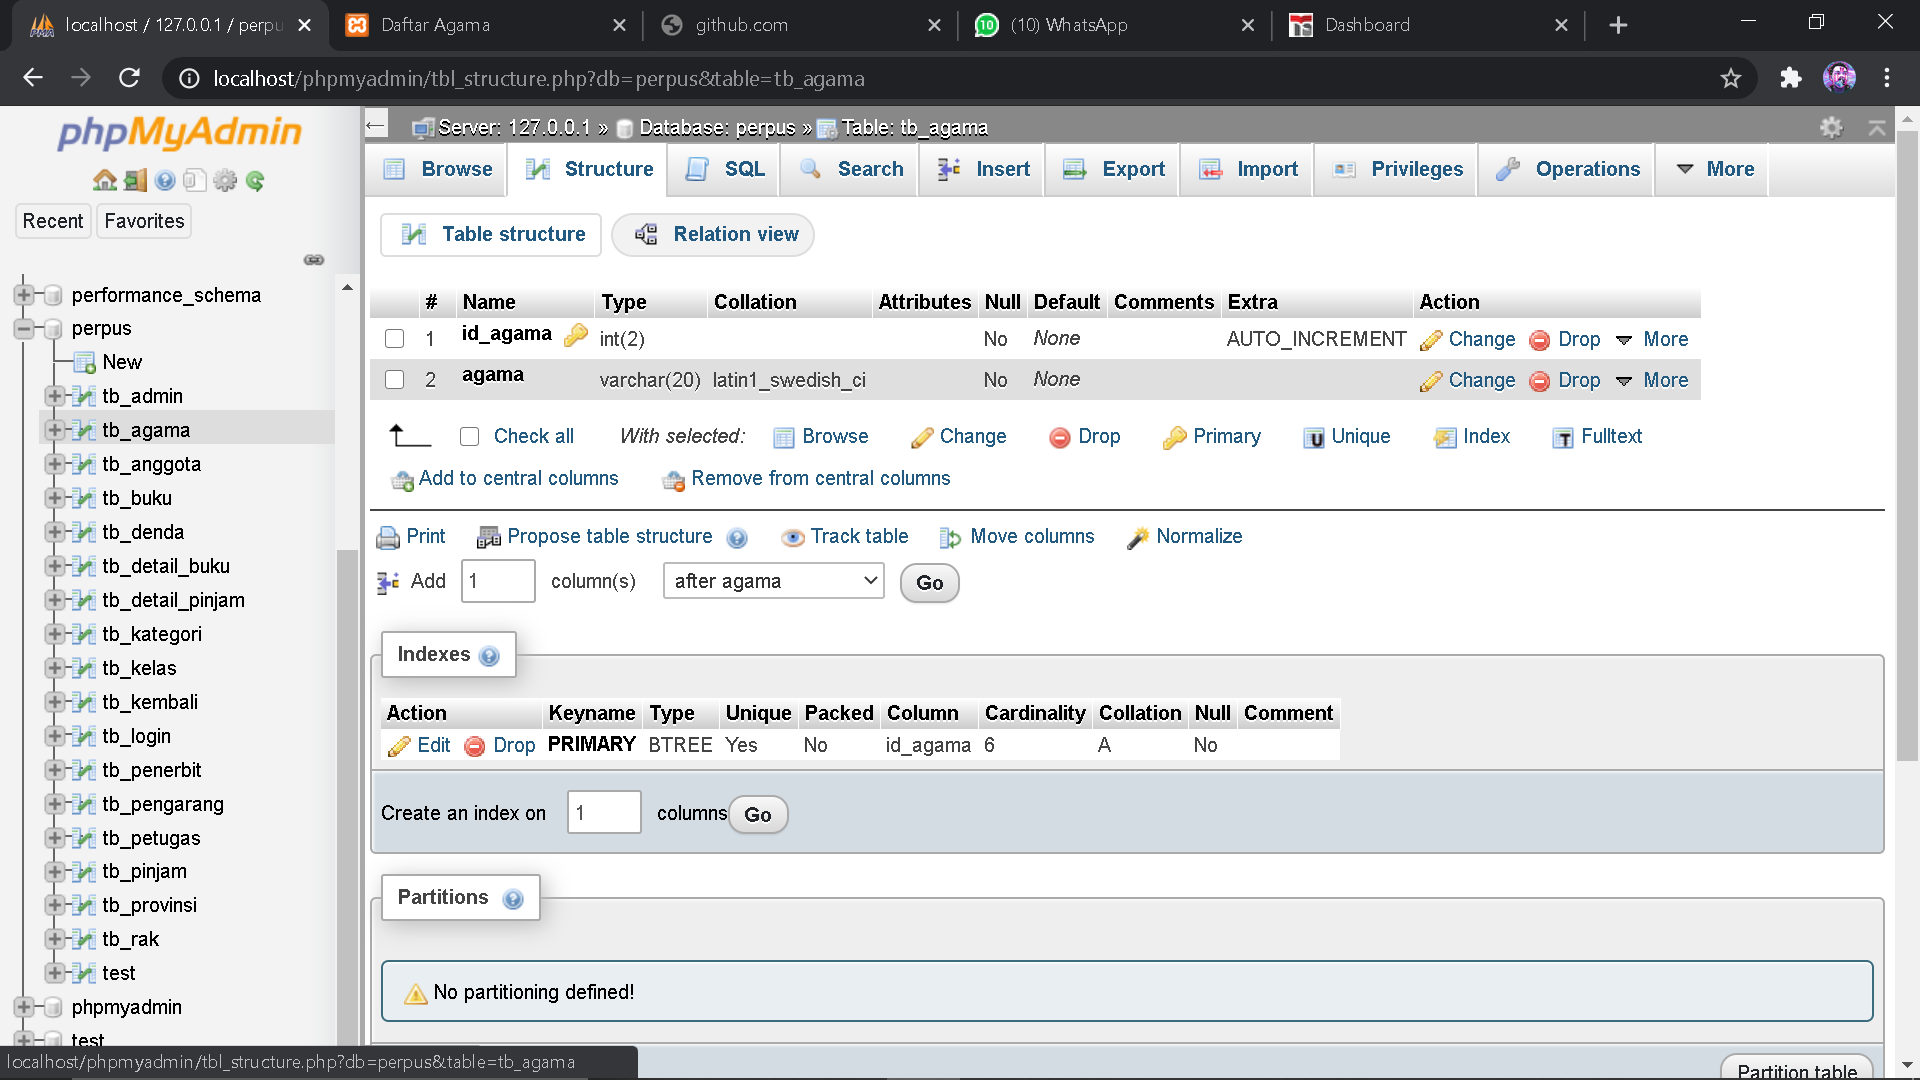 localhost / 127.0.0.1 / perpu
Daftar Agama
github.com
(10) WhatsApp
Dashboard
localhost/phpmyadmin/tbl_structure.php?db=perpus&table=tb_agama
phpMyAdmin
Recent
Favorites
performance_schema
perpus
New
tb_admin
tb_agama
tb_anggota
tb_buku
tb_denda
tb_detail_buku
tb_detail_pinjam
tb_kategori
tb_kelas
tb_kembali
tb_login
tb_penerbit
tb_pengarang
tb_petugas
tb_pinjam
tb_provinsi
tb_rak
test
phpmyadmin
test
localhost/phpmyadmin/tbl_structure.php?db=perpus&table=tb_agama
Server: 127.0.0.1 » Database: perpus » Table: tb_agama
Browse Structure SQL Search Insert Export Import Privileges Operations More
Table structure Relation view
# Name Type Collation Attributes Null Default Comments Extra Action
1 id_agama int(2) No None AUTO_INCREMENT Change Drop More
2 agama varchar(20) latin1_swedish_ci No None Change Drop More
Check all With selected: Browse Change Drop Primary Unique Index Fulltext
Add to central columns Remove from central columns
Print Propose table structure Track table Move columns Normalize
Add 1 column(s) after agama Go
Indexes
Action Keyname Type Unique Packed Column Cardinality Collation Null Comment
Edit Drop PRIMARY BTREE Yes No id_agama 6 A No
Create an index on 1 columns Go
Partitions
No partitioning defined!
Partition table